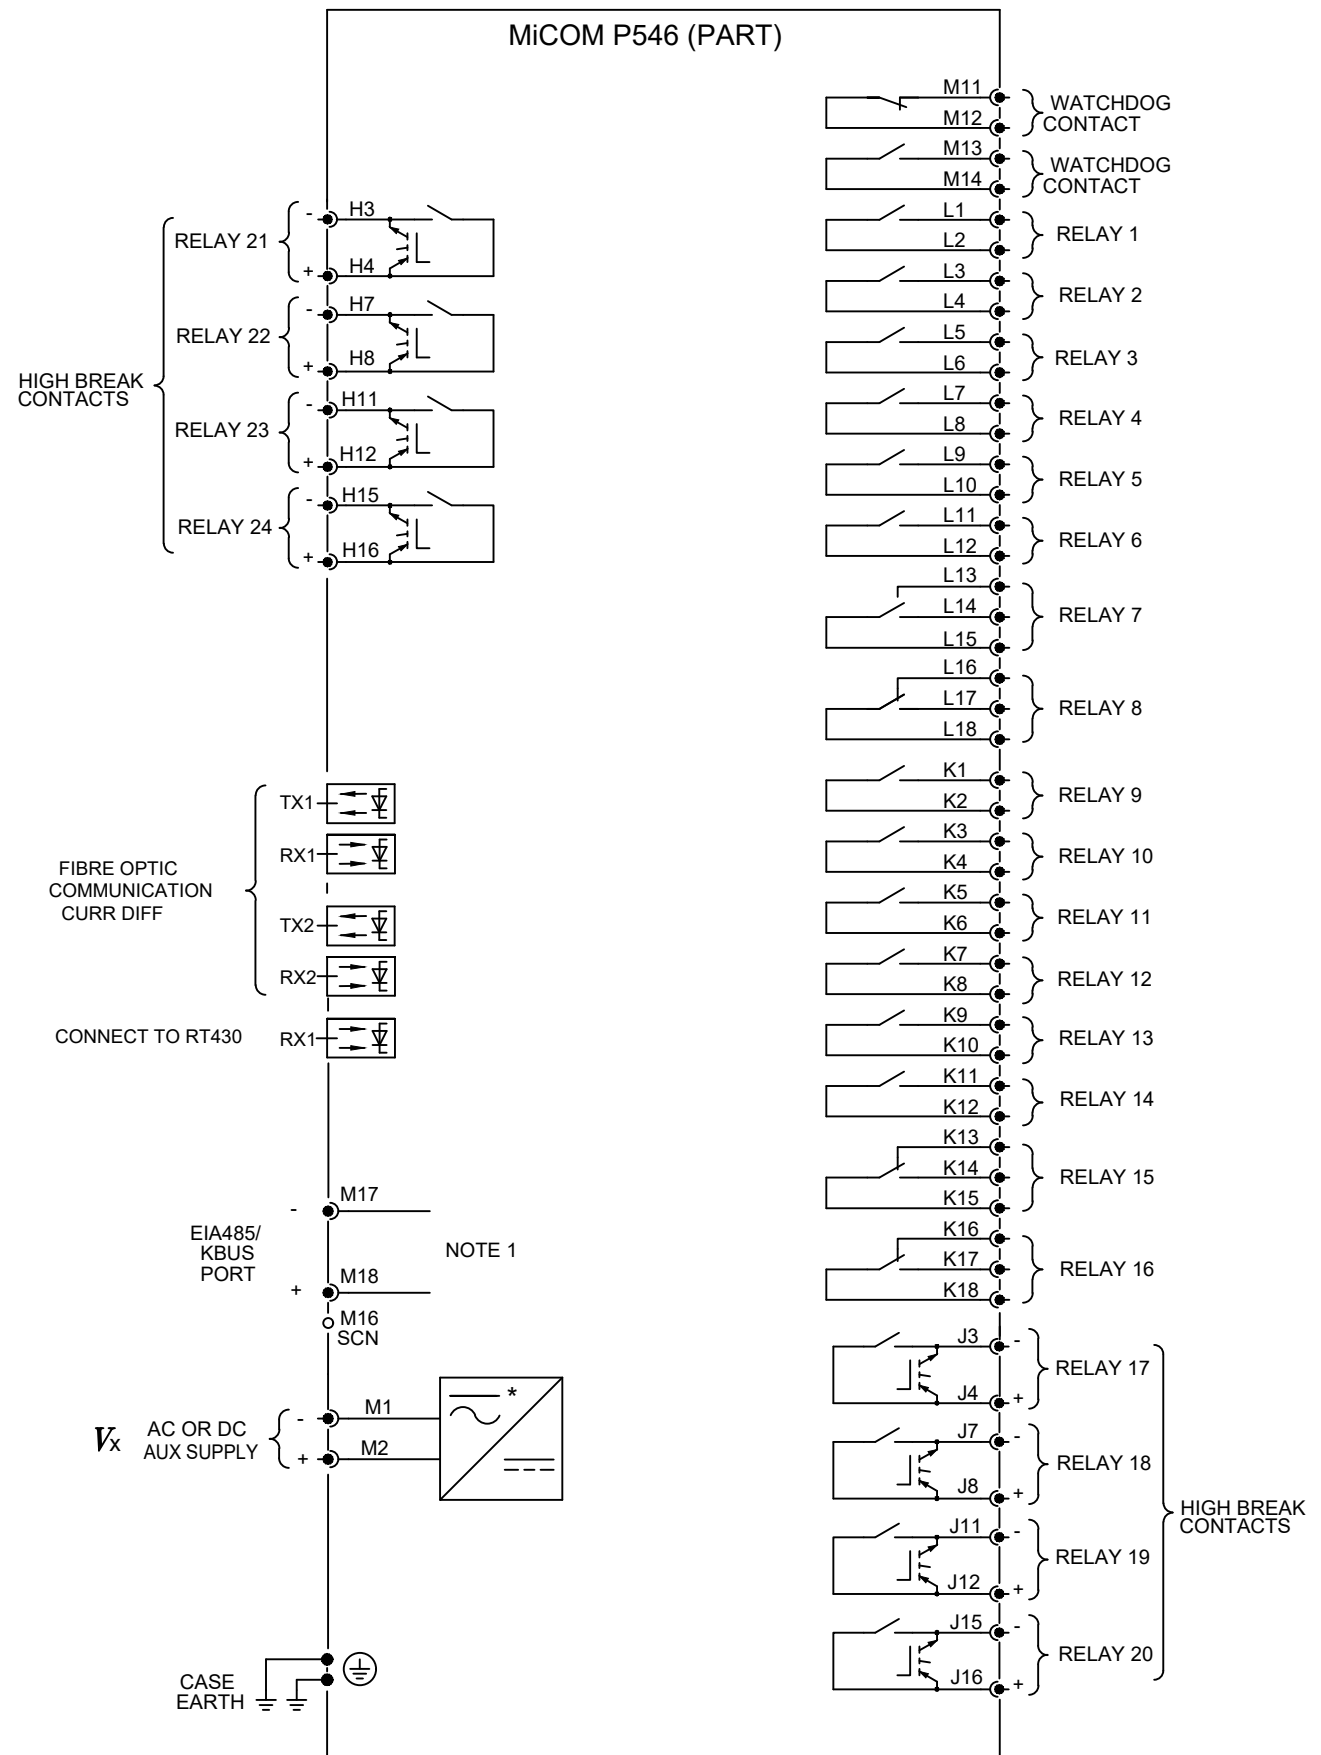 MiCOM P546 (PART)
HIGH BREAK
CONTACTS
RELAY 21
-
H3
+
H4
RELAY 22
-
H7
+
H8
RELAY 23
-
H11
+
H12
RELAY 24
-
H15
+
H16
FIBRE OPTIC
COMMUNICATION
CURR DIFF
TX1
RX1
TX2
RX2
CONNECT TO RT430
RX1
EIA485/
KBUS
PORT
-
M17
NOTE 1
+
M18
M16
SCN
Vx
AC OR DC
AUX SUPPLY
-
M1
+
M2
*
CASE
EARTH
M11
M12
WATCHDOG
CONTACT
M13
M14
WATCHDOG
CONTACT
L1
L2
RELAY 1
L3
L4
RELAY 2
L5
L6
RELAY 3
L7
L8
RELAY 4
L9
L10
RELAY 5
L11
L12
RELAY 6
L13
L14
L15
RELAY 7
L16
L17
L18
RELAY 8
K1
K2
RELAY 9
K3
K4
RELAY 10
K5
K6
RELAY 11
K7
K8
RELAY 12
K9
K10
RELAY 13
K11
K12
RELAY 14
K13
K14
K15
RELAY 15
K16
K17
K18
RELAY 16
J3
-
J4
+
RELAY 17
J7
-
J8
+
RELAY 18
J11
-
J12
+
RELAY 19
J15
-
J16
+
RELAY 20
HIGH BREAK
CONTACTS